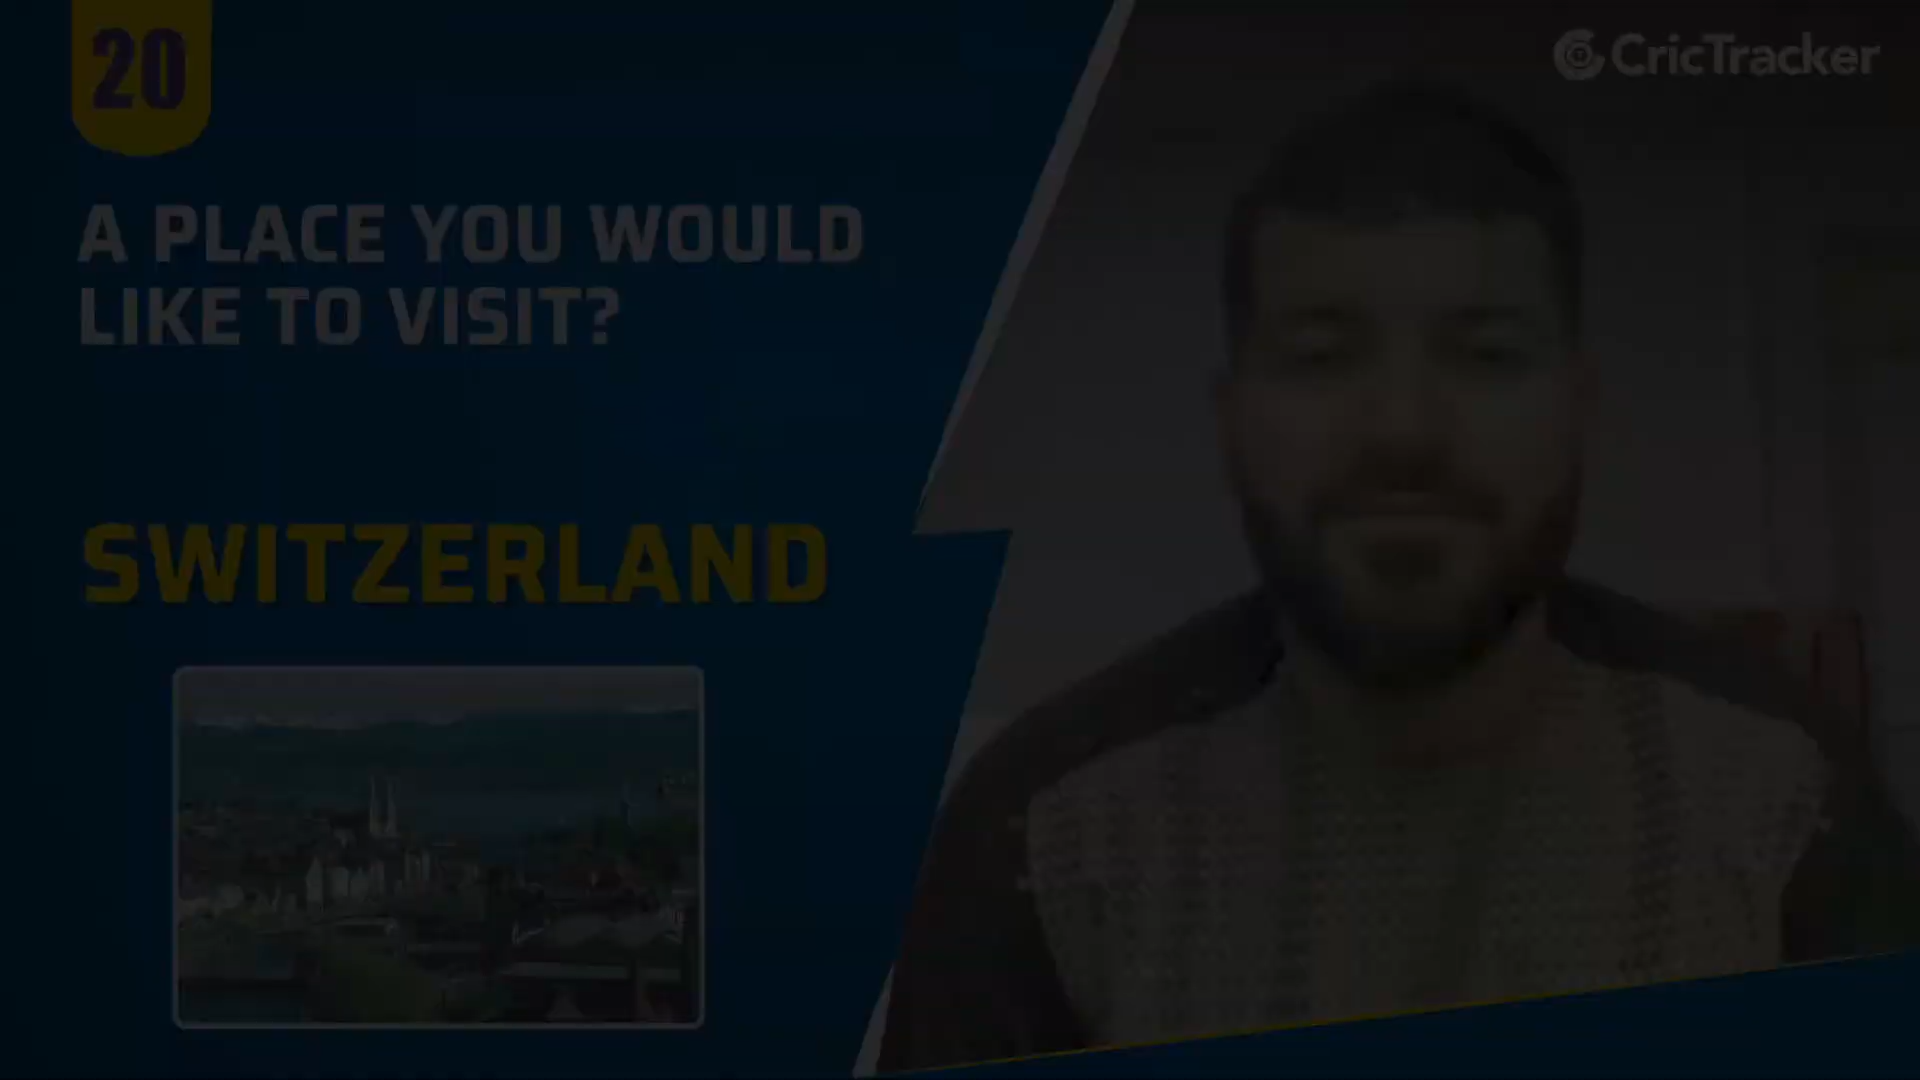 20
CricTracker
A PLACE YOU WOULD
LIKE TO VISIT?
SWITZERLAND